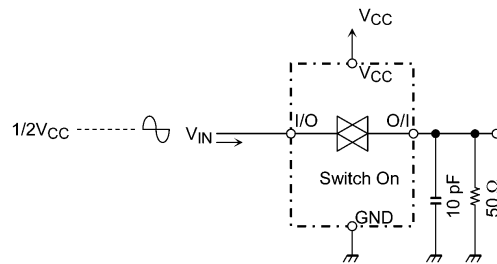 VCC
VCC
I/O
O/I
1/2VCC
VIN
Switch On
10 pF
50 Ω
GND